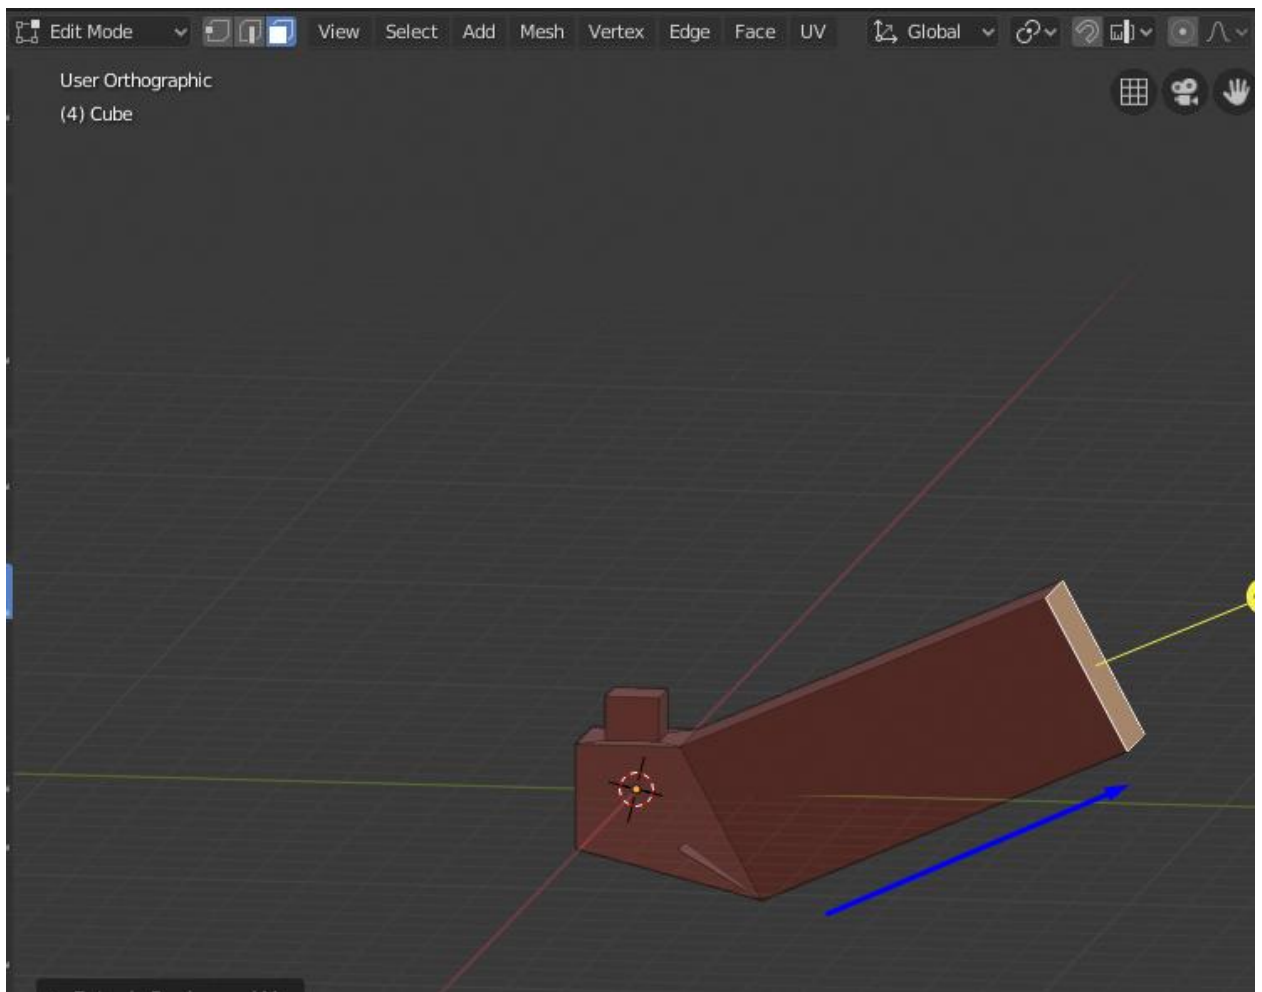 Edit Mode View Select Add Mesh Vertex Edge Face UV Global
User Orthographic
(4) Cube